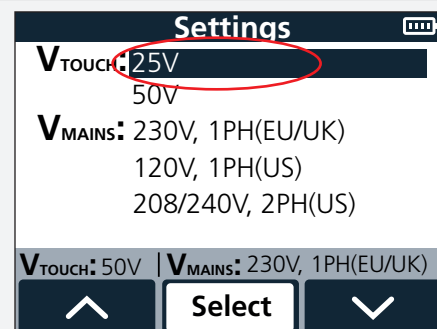 Settings
VTOUCH: 25V
50V
VMAINS: 230V, 1PH(EU/UK)
120V, 1PH(US)
208/240V, 2PH(US)
VTOUCH: 50V | VMAINS: 230V, 1PH(EU/UK)
Select